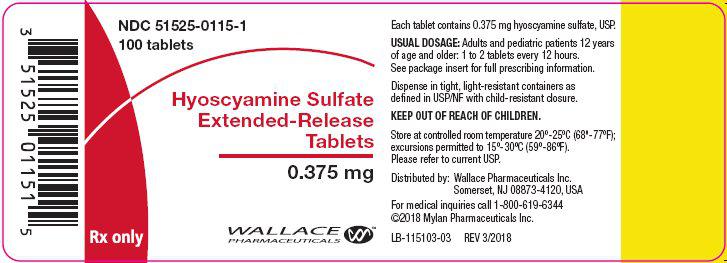 3 51525 01151 5
NDC 51525-0115-1
100 tablets
Hyoscyamine Sulfate
Extended-Release
Tablets
0.375 mg
Rx only
WALLACE
PHARMACEUTICALS
TM
Each tablet contains 0.375 mg hyoscyamine sulfate, USP.
USUAL DOSAGE: Adults and pediatric patients 12 years
of age and older: 1 to 2 tablets every 12 hours.
See package insert for full prescribing information.
Dispense in tight, light-resistant containers as
defined in USP/NF with child-resistant closure.
KEEP OUT OF REACH OF CHILDREN.
Store at controlled room temperature 20º-25ºC (68º-77ºF);
excursions permitted to 15º-30ºC (59º-86ºF).
Please refer to current USP.
Distributed by: Wallace Pharmaceuticals Inc.
Somerset, NJ 08873-4120, USA
For medical inquiries call 1-800-619-6344
©2018 Mylan Pharmaceuticals Inc.
LB-115103-03 REV 3/2018